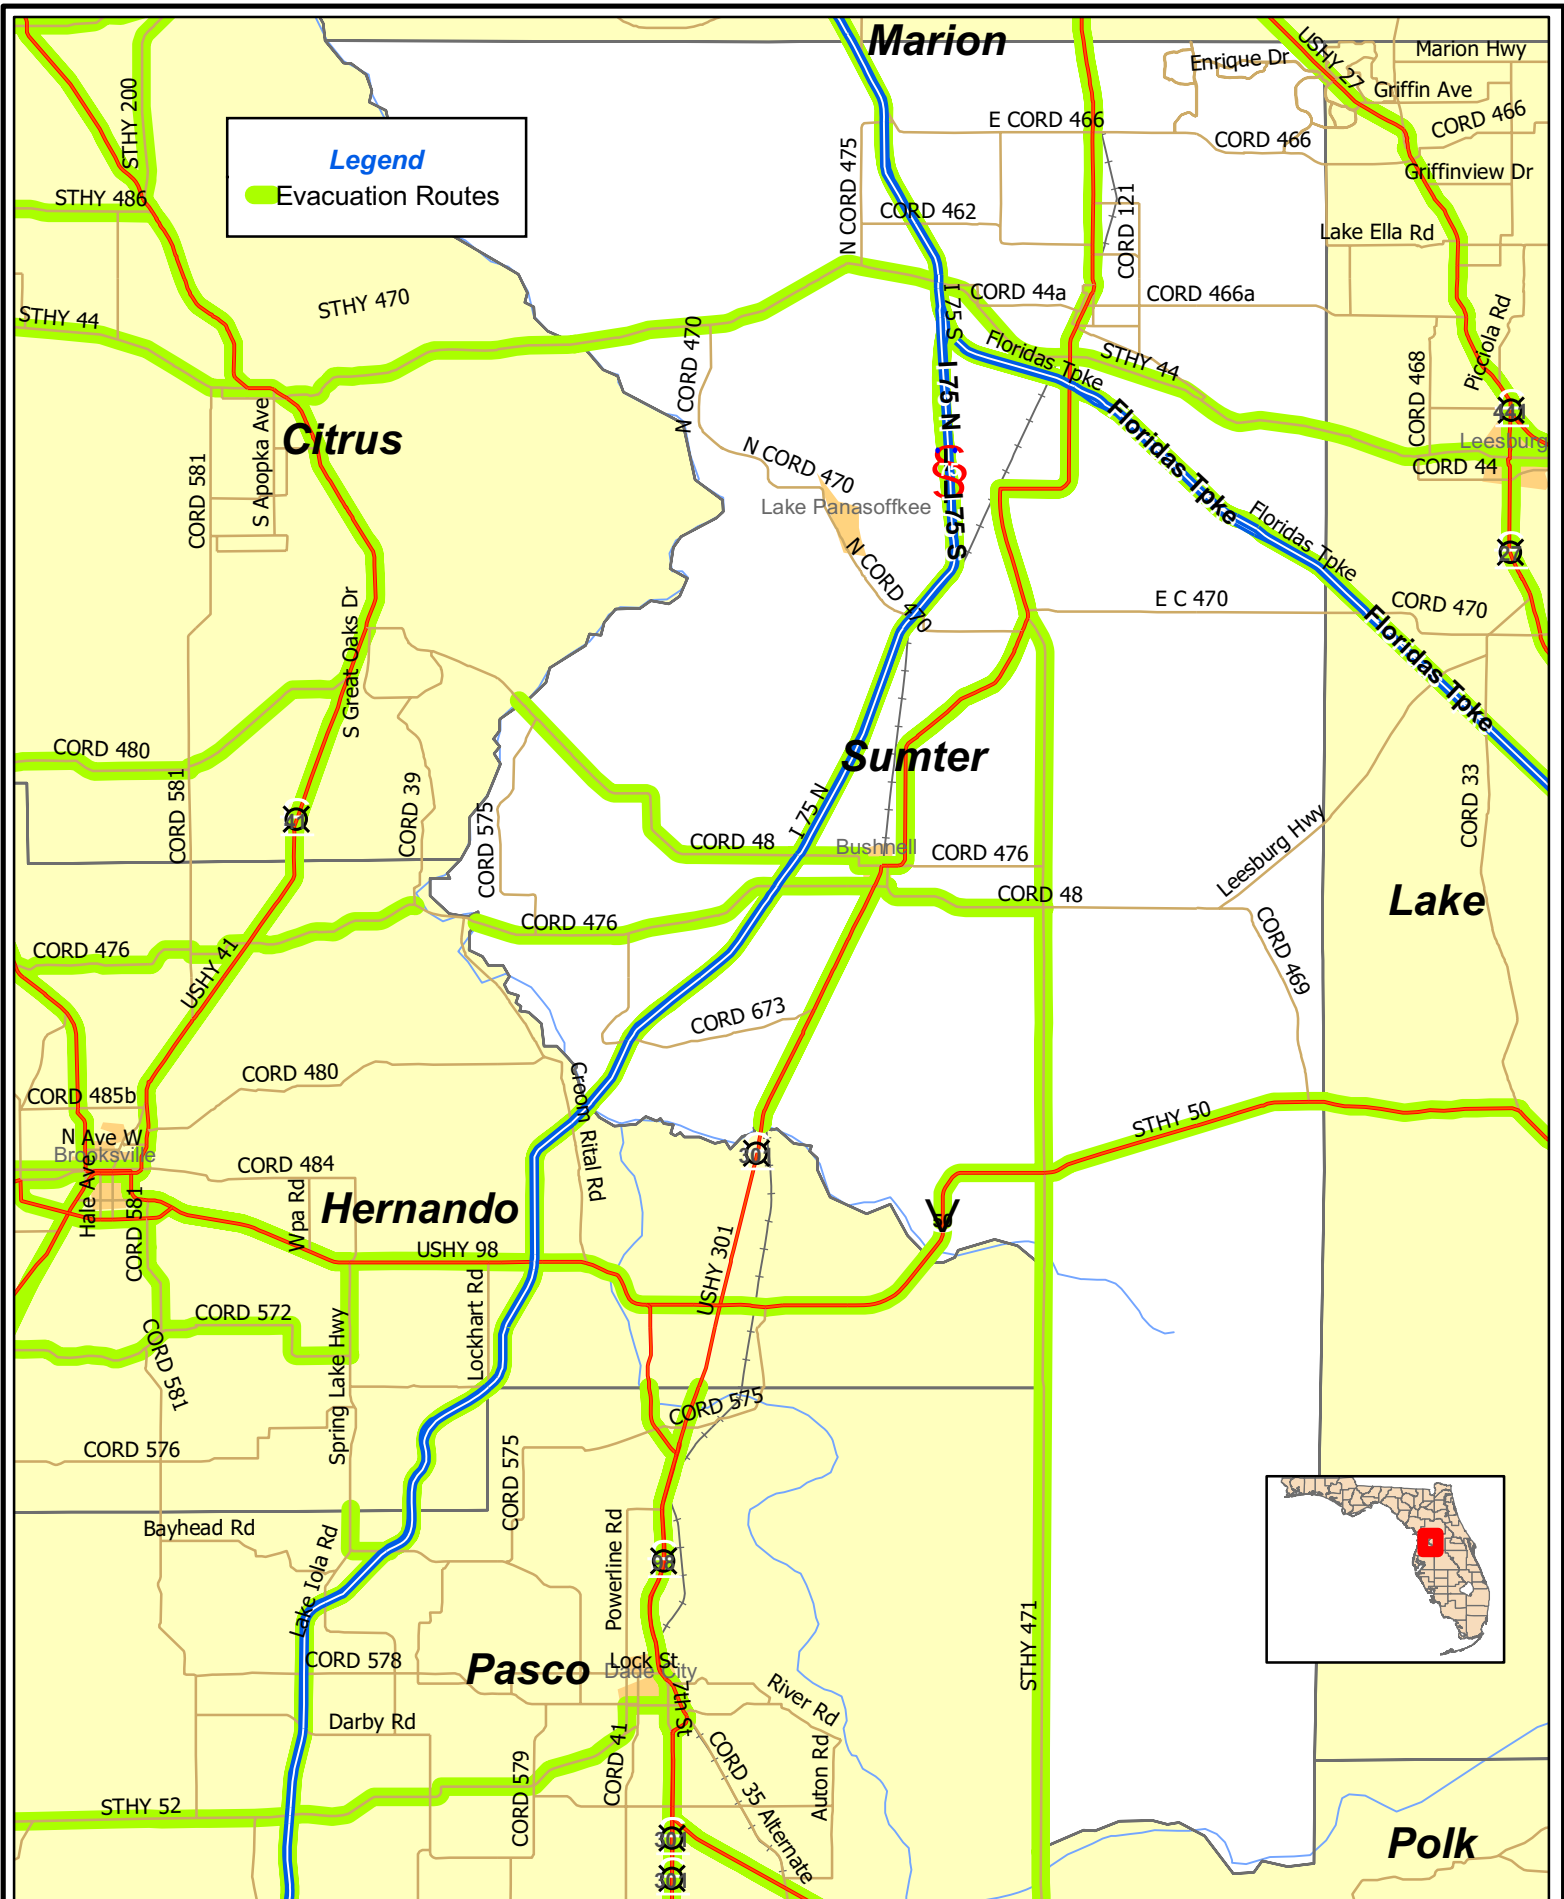 Marion
USHY 27
Marion Hwy
Enrique Dr
Griffin Ave
STHY 200
E CORD 466
CORD 466
CORD 466
Legend
Evacuation Routes
N CORD 475
Griffinview Dr
STHY 486
CORD 462
CORD 121
Lake Ella Rd
STHY 470
I 75 S
CORD 44a
CORD 466a
STHY 44
Floridas Tpke
STHY 44
Picciola Rd
N CORD 470
I 75 N
CORD 468
Floridas Tpke
441
Leesburg
CORD 44
Citrus
S Apopka Ave
CORD 581
N CORD 470
Lake Panasoffkee
I 75 S
Floridas Tpke
27
N CORD 470
E C 470
CORD 470
S Great Oaks Dr
Floridas Tpke
CORD 480
Sumter
CORD 581
CORD 39
CORD 575
I 75 N
CORD 33
41
CORD 48
Bushnell
CORD 476
Leesburg Hwy
CORD 48
Lake
CORD 476
CORD 476
USHY 41
CORD 469
CORD 673
CORD 480
CORD 485b
Croom Rital Rd
STHY 50
N Ave W
Brooksville
CORD 484
301
Hale Ave
CORD 581
Wpa Rd
Hernando
50
USHY 98
USHY 301
CORD 572
Lockhart Rd
Spring Lake Hwy
CORD 581
CORD 575
CORD 576
CORD 575
Bayhead Rd
Powerline Rd
98
Lake Iola Rd
STHY 471
CORD 578
Pasco
Lock St
Dade City
7th St
River Rd
Darby Rd
CORD 41
CORD 579
CORD 35 Alternate
Auton Rd
STHY 52
301
301
Polk